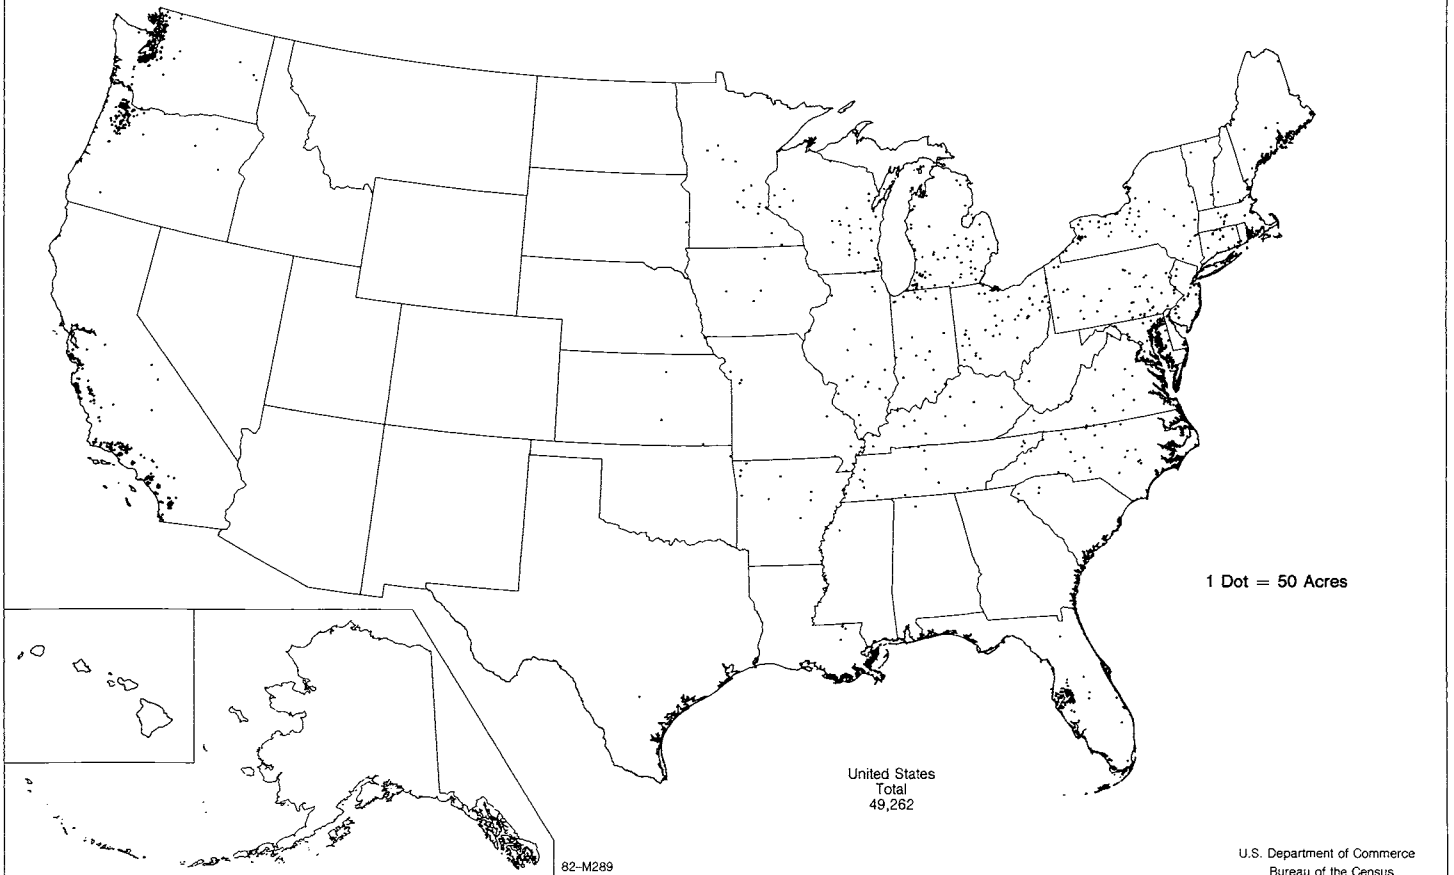 1 Dot = 50 Acres
United States
Total
49,262
82–M289
U.S. Department of Commerce
Bureau of the Census